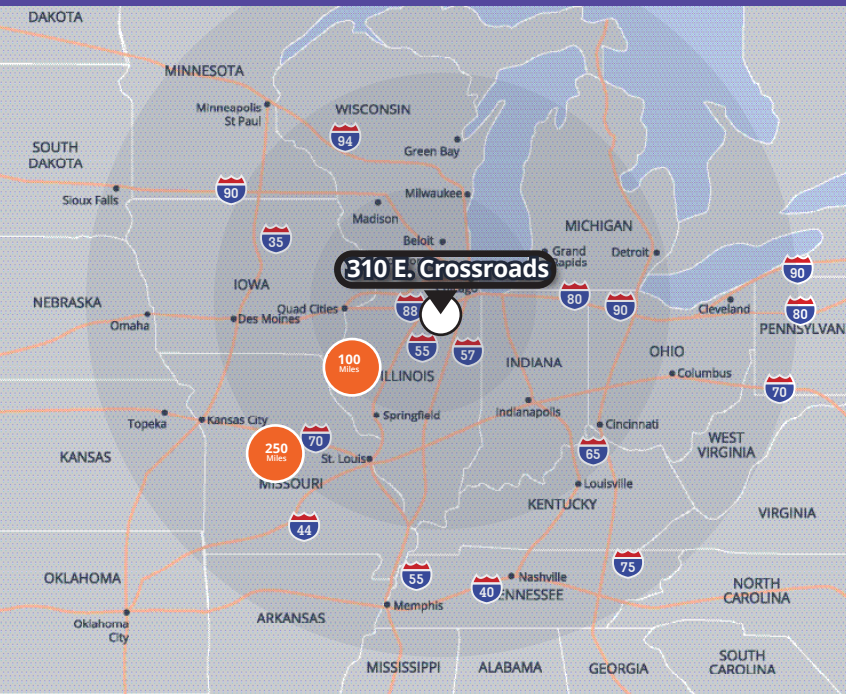 DAKOTA
MINNESOTA
Minneapolis
St Paul
WISCONSIN
94
Green Bay
SOUTH
DAKOTA
90
Sioux Falls
Milwaukee
Madison
35
Beloit
MICHIGAN
Grand
Rapids
Detroit
310 E. Crossroads
90
IOWA
80
90
NEBRASKA
Quad Cities
88
Cleveland
80
Omaha
Des Moines
PENNSYLVAN
55
57
100
Miles
ILLINOIS
INDIANA
OHIO
Columbus
70
Topeka
Kansas City
Springfield
Indianapolis
Cincinnati
70
250
Miles
St. Louis
65
WEST
VIRGINIA
KANSAS
MISSOURI
Louisville
KENTUCKY
VIRGINIA
44
OKLAHOMA
55
40
Nashville
75
ENNESSEE
NORTH
CAROLINA
Memphis
Oklahoma
City
ARKANSAS
MISSISSIPPI
ALABAMA
GEORGIA
SOUTH
CAROLINA